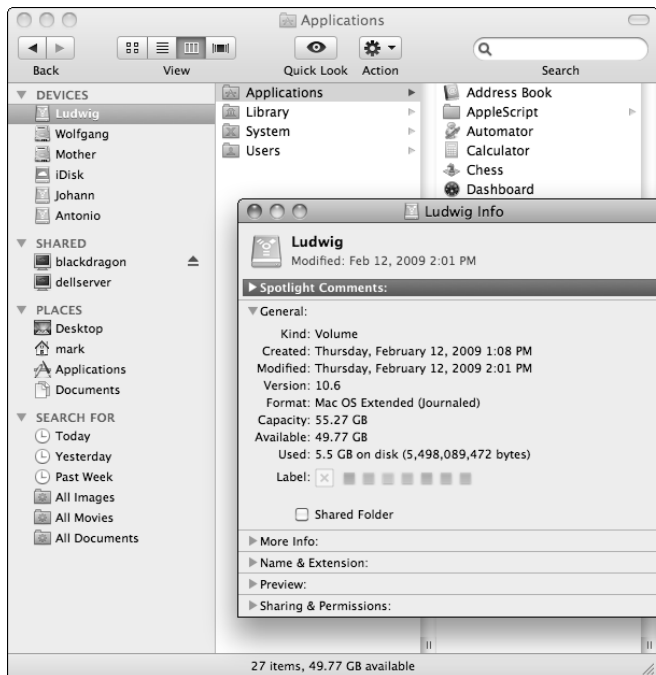 Applications
Back
View
Quick Look
Action
Search
DEVICES
Ludwig
Wolfgang
Mother
iDisk
Johann
Antonio
SHARED
blackdragon
dellserver
PLACES
Desktop
mark
Applications
Documents
SEARCH FOR
Today
Yesterday
Past Week
All Images
All Movies
All Documents
Applications
Library
System
Users
Address Book
AppleScript
Automator
Calculator
Chess
Dashboard
Ludwig Info
Ludwig
Modified: Feb 12, 2009 2:01 PM
Spotlight Comments:
General:
Kind: Volume
Created: Thursday, February 12, 2009 1:08 PM
Modified: Thursday, February 12, 2009 2:01 PM
Version: 10.6
Format: Mac OS Extended (Journaled)
Capacity: 55.27 GB
Available: 49.77 GB
Used: 5.5 GB on disk (5,498,089,472 bytes)
Label:
Shared Folder
More Info:
Name & Extension:
Preview:
Sharing & Permissions:
27 items, 49.77 GB available